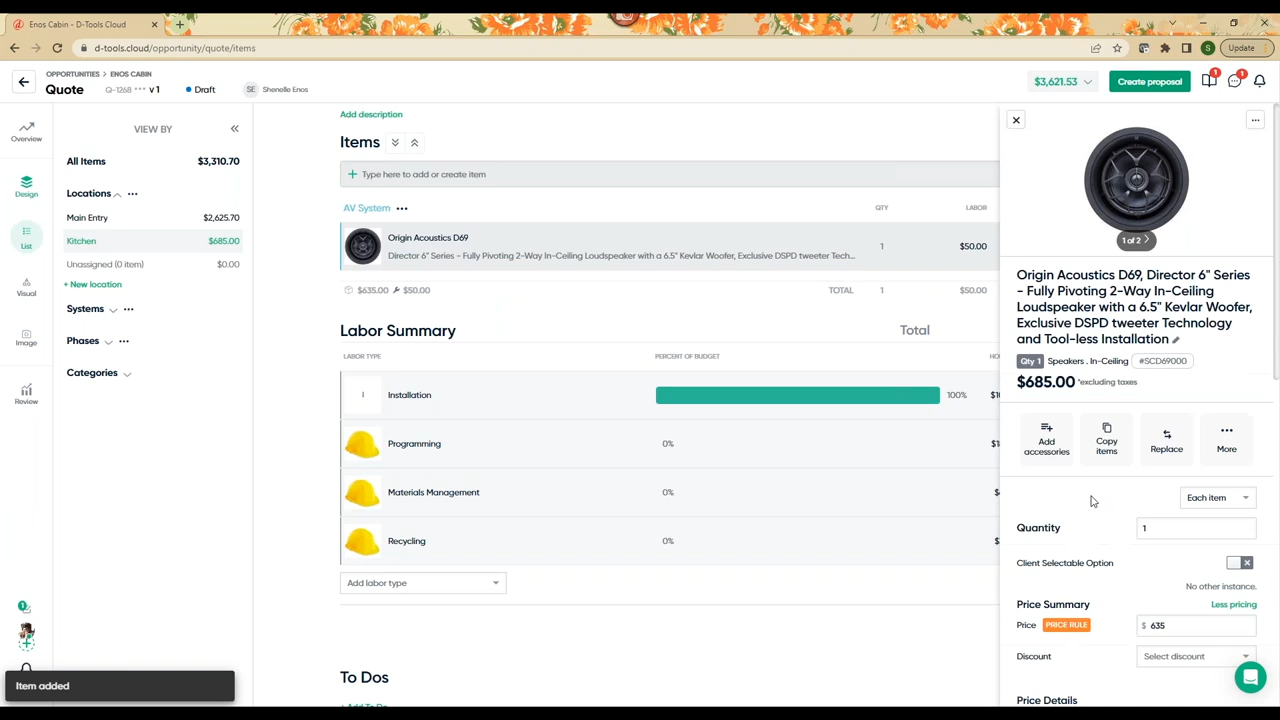 Enos Cabin - D-Tools Cloud
d-tools.cloud/opportunity/quote/items
S
Update
OPPORTUNITIES > ENOS CABIN
Quote
Q-1268 *** v 1
Draft
SE
Shenelle Enos
$3,621.53
Create proposal
1
1
Overview
Design
List
Visual
Image
Review
1
VIEW BY
All Items $3,310.70
Locations
Main Entry $2,625.70
Kitchen $685.00
Unassigned (0 item) $0.00
+ New location
Systems
Phases
Categories
Add description
Items
+ Type here to add or create item
AV System QTY LABOR
Origin Acoustics D69 1 $50.00
Director 6" Series - Fully Pivoting 2-Way In-Ceiling Loudspeaker with a 6.5" Kevlar Woofer, Exclusive DSPD tweeter Tech...
$635.00 $50.00 TOTAL 1 $50.00
Labor Summary Total
LABOR TYPE PERCENT OF BUDGET
I Installation 100%
Programming 0%
Materials Management 0%
Recycling 0%
Add labor type
To Dos
1 of 2 >
Origin Acoustics D69, Director 6" Series
- Fully Pivoting 2-Way In-Ceiling
Loudspeaker with a 6.5" Kevlar Woofer,
Exclusive DSPD tweeter Technology
and Tool-less Installation
Qty 1 Speakers . In-Ceiling #SCD69000
$685.00 *excluding taxes
Add
accessories
Copy
items
Replace
More
Each item
Quantity 1
Client Selectable Option
No other instance.
Price Summary Less pricing
Price PRICE RULE $ 635
Discount Select discount
Price Details
Item added